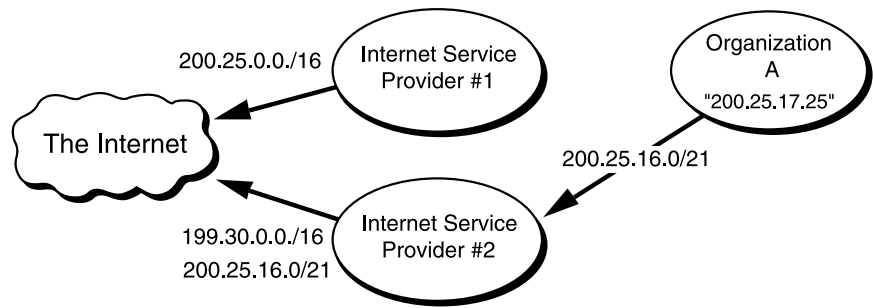 200.25.0.0./16
Internet Service
Provider #1
Organization
A
"200.25.17.25"
The Internet
200.25.16.0/21
199.30.0.0./16
200.25.16.0/21
Internet Service
Provider #2